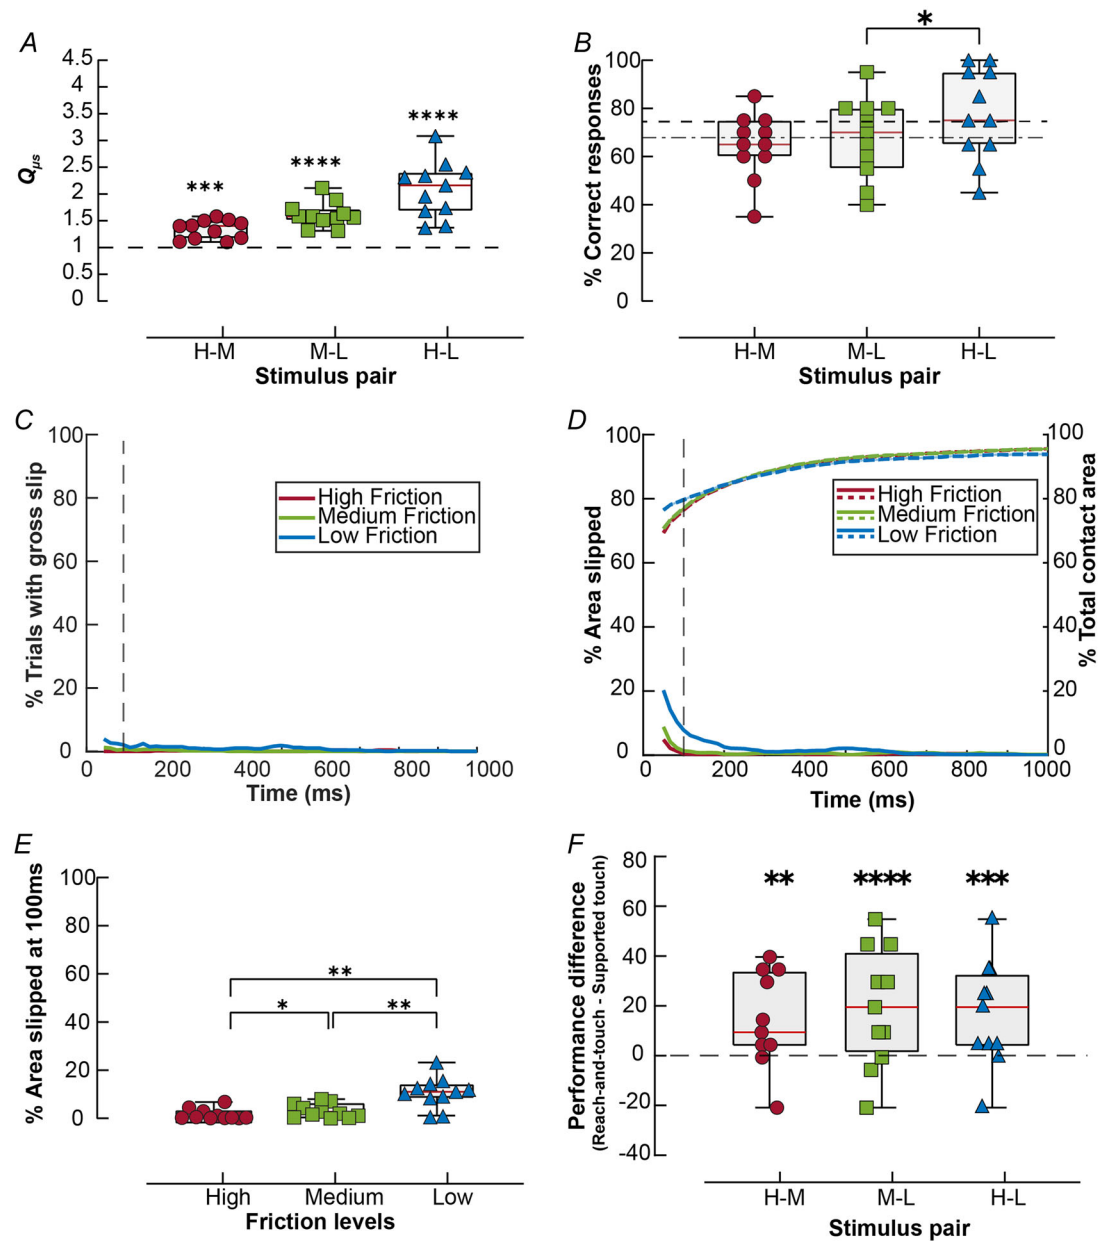 A
4.5
4
3.5
3
2.5
2
1.5
1
0.5
0
Qμs
***
****
****
H-M
M-L
H-L
Stimulus pair
B
100
80
60
40
20
0
% Correct responses
*
H-M
M-L
H-L
Stimulus pair
C
100
80
60
40
20
0
% Trials with gross slip
High Friction
Medium Friction
Low Friction
0
200
400
600
800
1000
Time (ms)
D
100
80
60
40
20
0
% Area slipped
High Friction
Medium Friction
Low Friction
100
80
60
40
20
0
% Total contact area
0
200
400
600
800
1000
Time (ms)
E
100
80
60
40
20
0
% Area slipped at 100ms
**
*
**
High
Medium
Low
Friction levels
F
80
60
40
20
0
-20
-40
Performance difference
(Reach-and-touch - Supported touch)
**
****
***
H-M
M-L
H-L
Stimulus pair